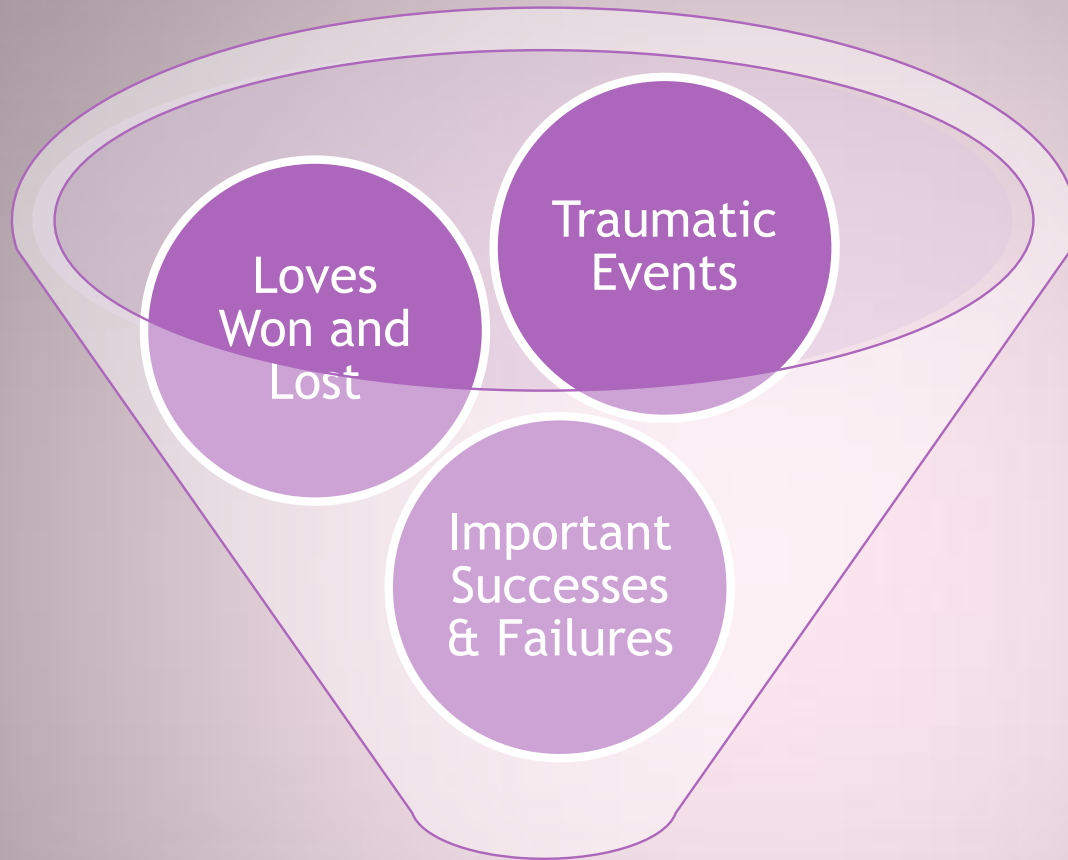 Traumatic
Events
Loves
Won and
Lost
Important
Successes
& Failures